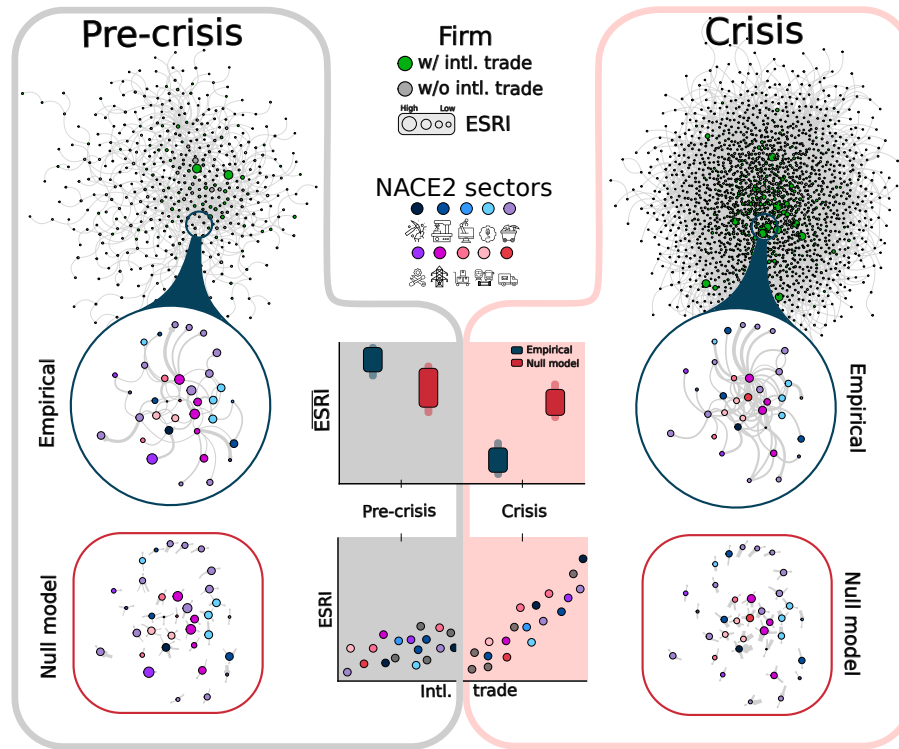 Pre-crisis
Firm
w/ intl. trade
w/o intl. trade
High
Low
ESRI
Crisis
NACE2 sectors
Empirical
Null model
ESRI
Empirical
Null model
Pre-crisis
Crisis
ESRI
Intl. trade
Empirical
Null model